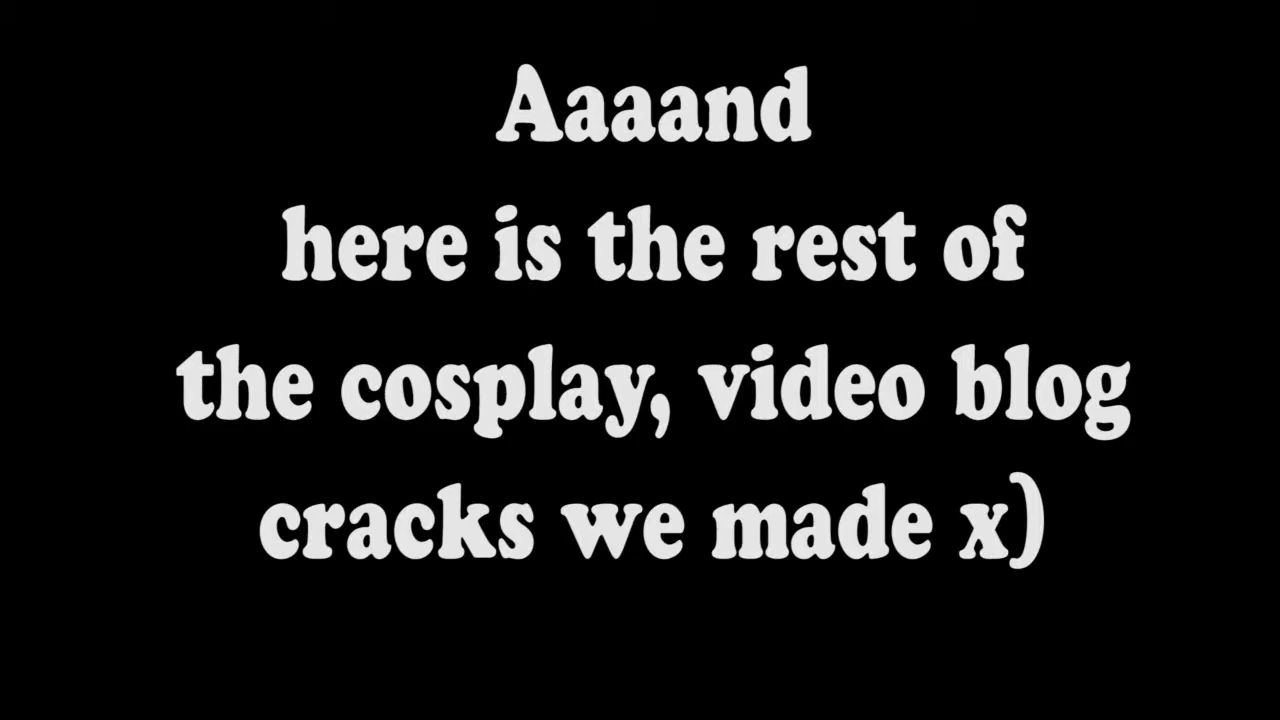 Aaaand
here is the rest of
the cosplay, video blog
cracks we made x)